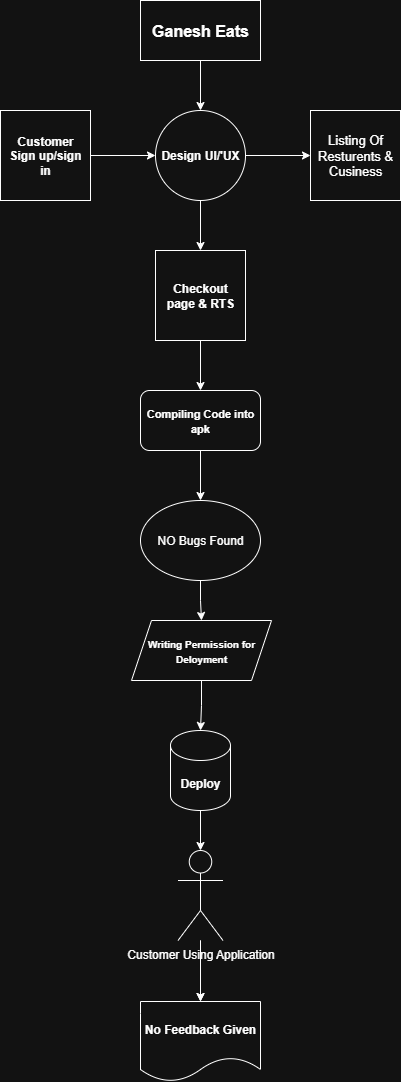 Ganesh Eats
Customer
Sign up/sign
in
Design UI/'UX
Listing Of
Resturents &
Cusiness
Checkout
page & RTS
Compiling Code into
apk
NO Bugs Found
Writing Permission for
Deloyment
Deploy
Customer Using Application
No Feedback Given